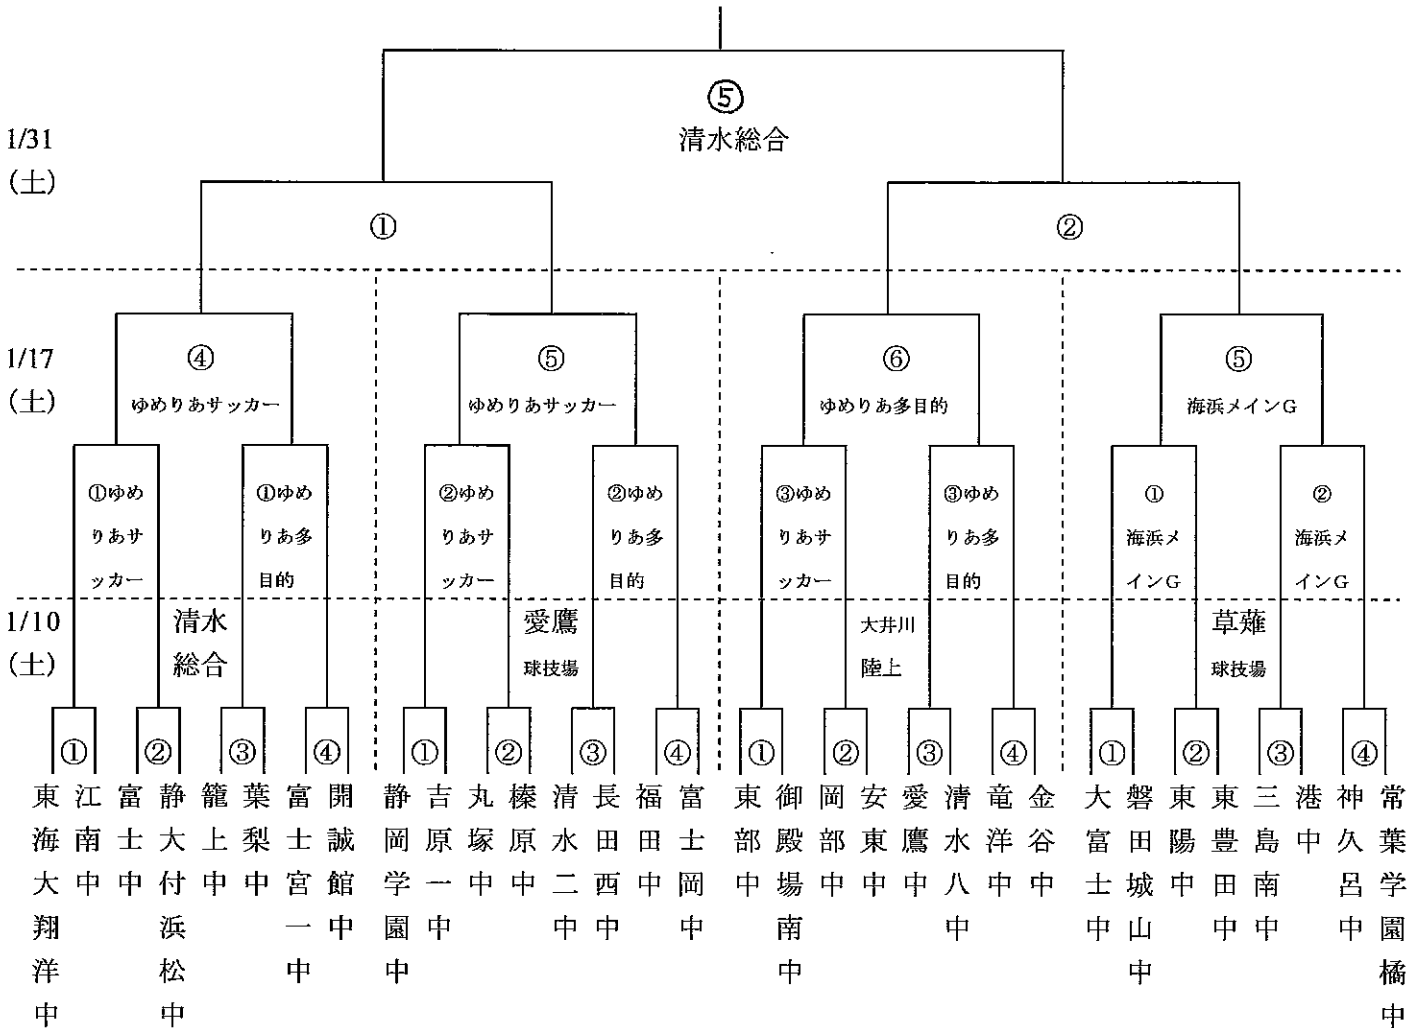 ⑤
清水総合
1/31
(土)
①
②
1/17
(土)
④
ゆめりあサッカー
⑤
ゆめりあサッカー
⑥
ゆめりあ多目的
⑤
海浜メインG
①ゆめ
りあサ
ッカー
①ゆめ
りあ多
目的
②ゆめ
りあサ
ッカー
②ゆめ
りあ多
目的
③ゆめ
りあサ
ッカー
③ゆめ
りあ多
目的
①
海浜メ
インG
②
海浜メ
インG
1/10
(土)
清水
総合
愛鷹
球技場
大井川
陸上
草薙
球技場
①
②
③
④
①
②
③
④
①
②
③
④
①
②
③
④
東海大翔洋中
江南中
富士中
静大付浜松中
籠上中
葉梨中
富士宮一中
開誠館中
静岡学園中
吉原一中
丸塚中
榛原中
清水二中
長田西中
福田中
富士岡中
東部中
御殿場南中
岡部中
安東中
愛鷹中
清水八中
竜洋中
金谷中
大富士中
磐田城山中
東陽中
東豊田中
三島南中
港中
神久呂中
常葉学園橘中